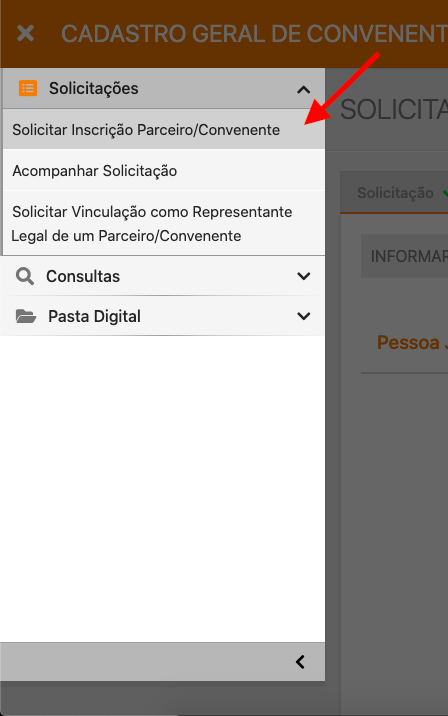 CADASTRO GERAL DE CONVENENT
Solicitações
SOLICITA
Solicitar Inscrição Parceiro/Convenente
Acompanhar Solicitação
Solicitação
Solicitar Vinculação como Representante
Legal de um Parceiro/Convenente
INFORMAR
Consultas
Pasta Digital
Pessoa J